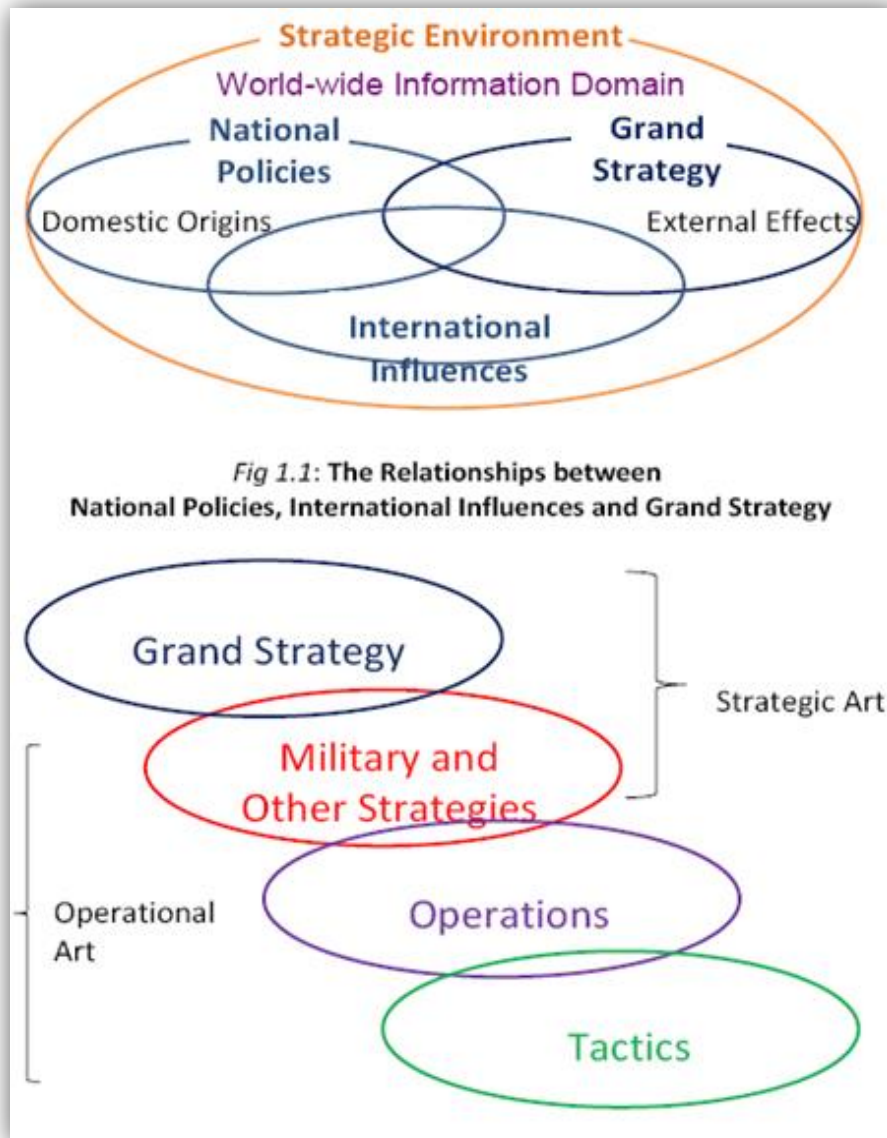 Strategic Environment
World-wide Information Domain
National
Policies
Grand
Strategy
Domestic Origins
External Effects
International
Influences
Fig 1.1: The Relationships between
National Policies, International Influences and Grand Strategy
Grand Strategy
Strategic Art
Military and
Other Strategies
Operational
Art
Operations
Tactics